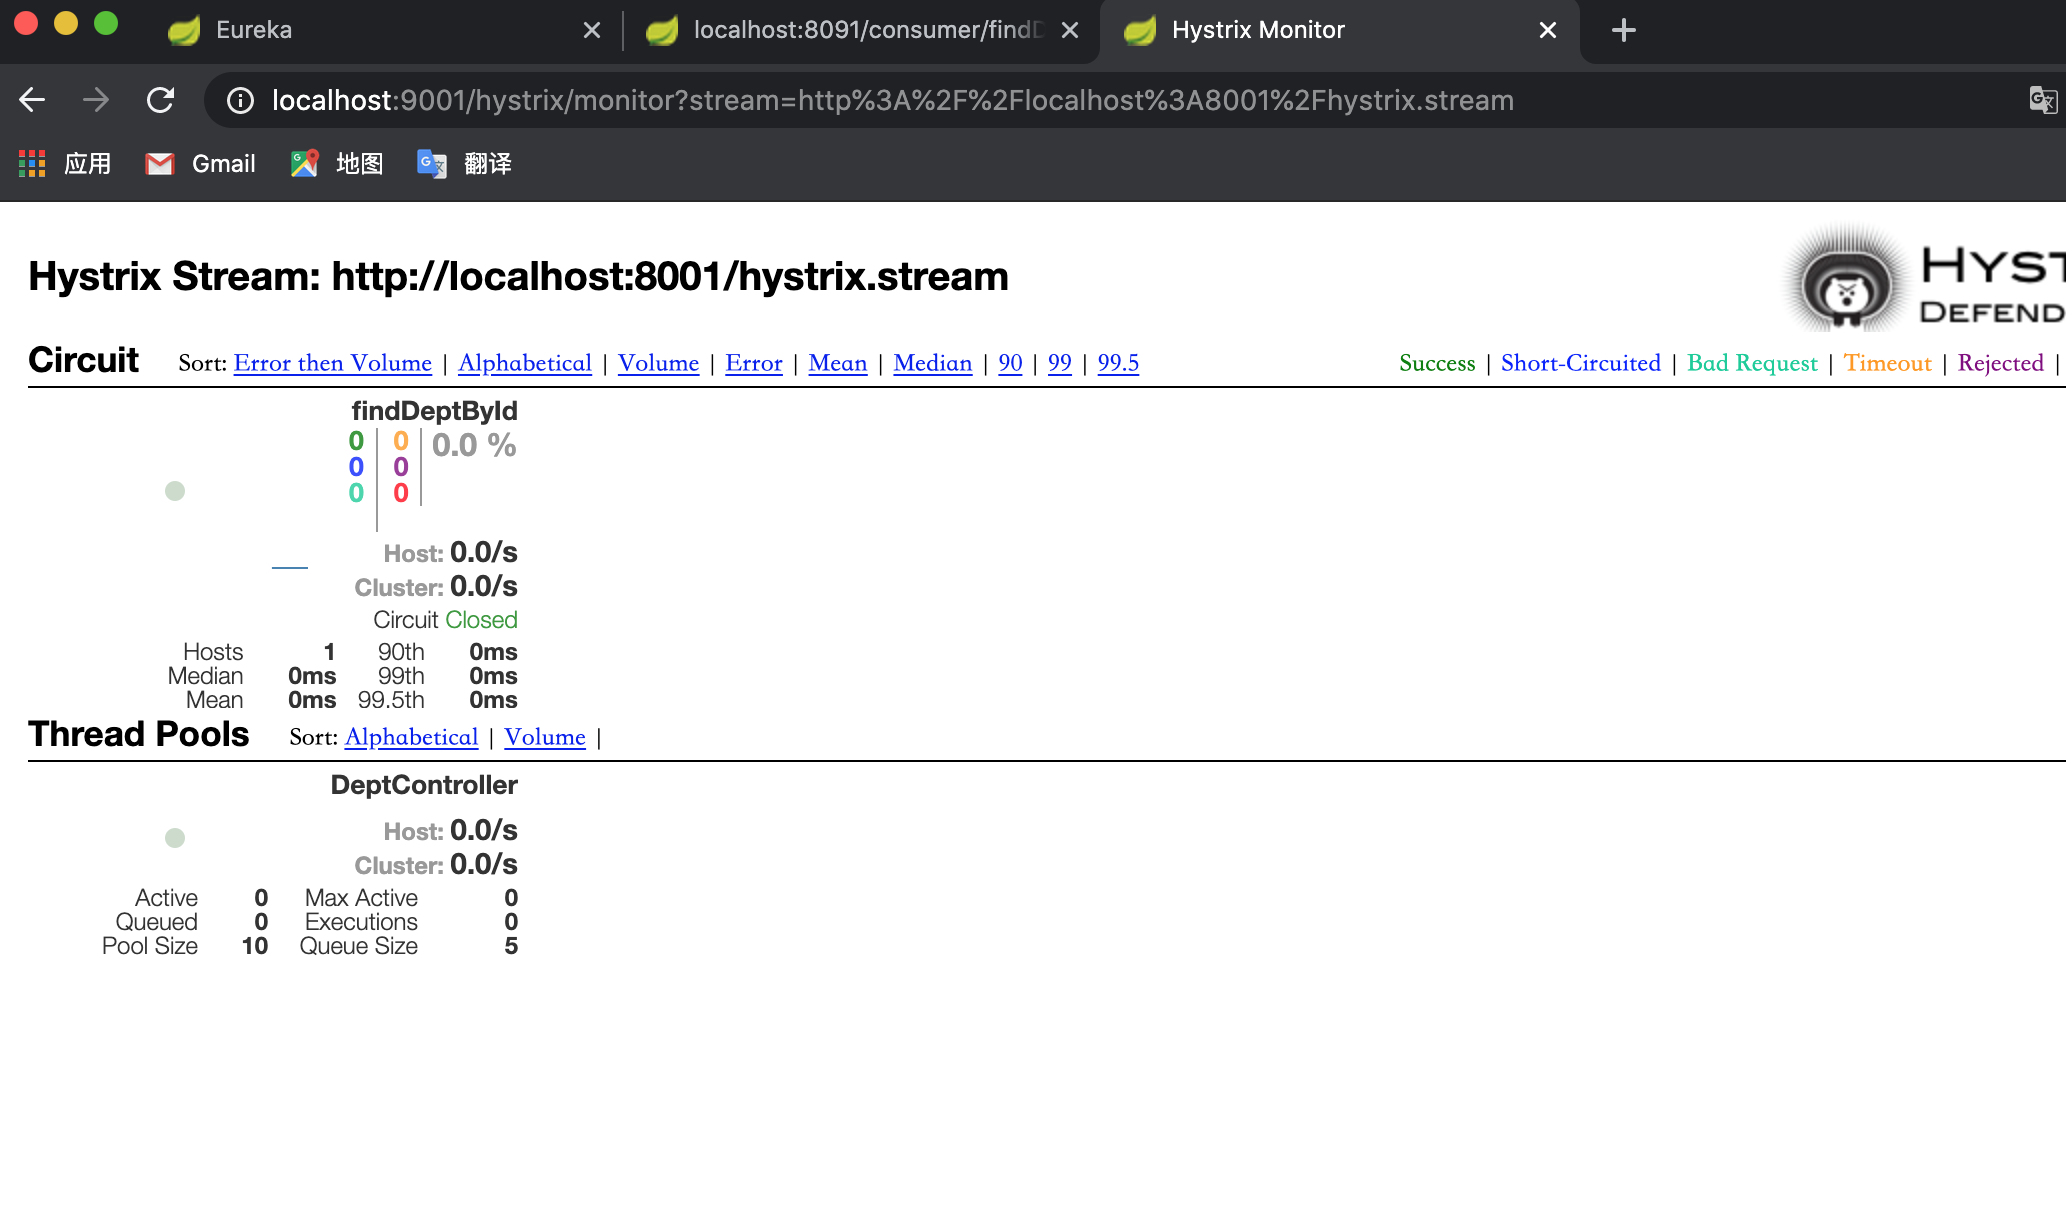 Eureka
localhost:8091/consumer/findD
Hystrix Monitor
localhost:9001/hystrix/monitor?stream=http%3A%2F%2Flocalhost%3A8001%2Fhystrix.stream
应用 Gmail 地图 翻译
Hystrix Stream: http://localhost:8001/hystrix.stream
HYST
DEFEND
Circuit Sort: Error then Volume | Alphabetical | Volume | Error | Mean | Median | 90 | 99 | 99.5
Success | Short-Circuited | Bad Request | Timeout | Rejected |
findDeptById
0 0 0.0 %
0 0
0 0
Host: 0.0/s
Cluster: 0.0/s
Circuit Closed
Hosts 1 90th 0ms
Median 0ms 99th 0ms
Mean 0ms 99.5th 0ms
Thread Pools Sort: Alphabetical | Volume |
DeptController
Host: 0.0/s
Cluster: 0.0/s
Active 0 Max Active 0
Queued 0 Executions 0
Pool Size 10 Queue Size 5